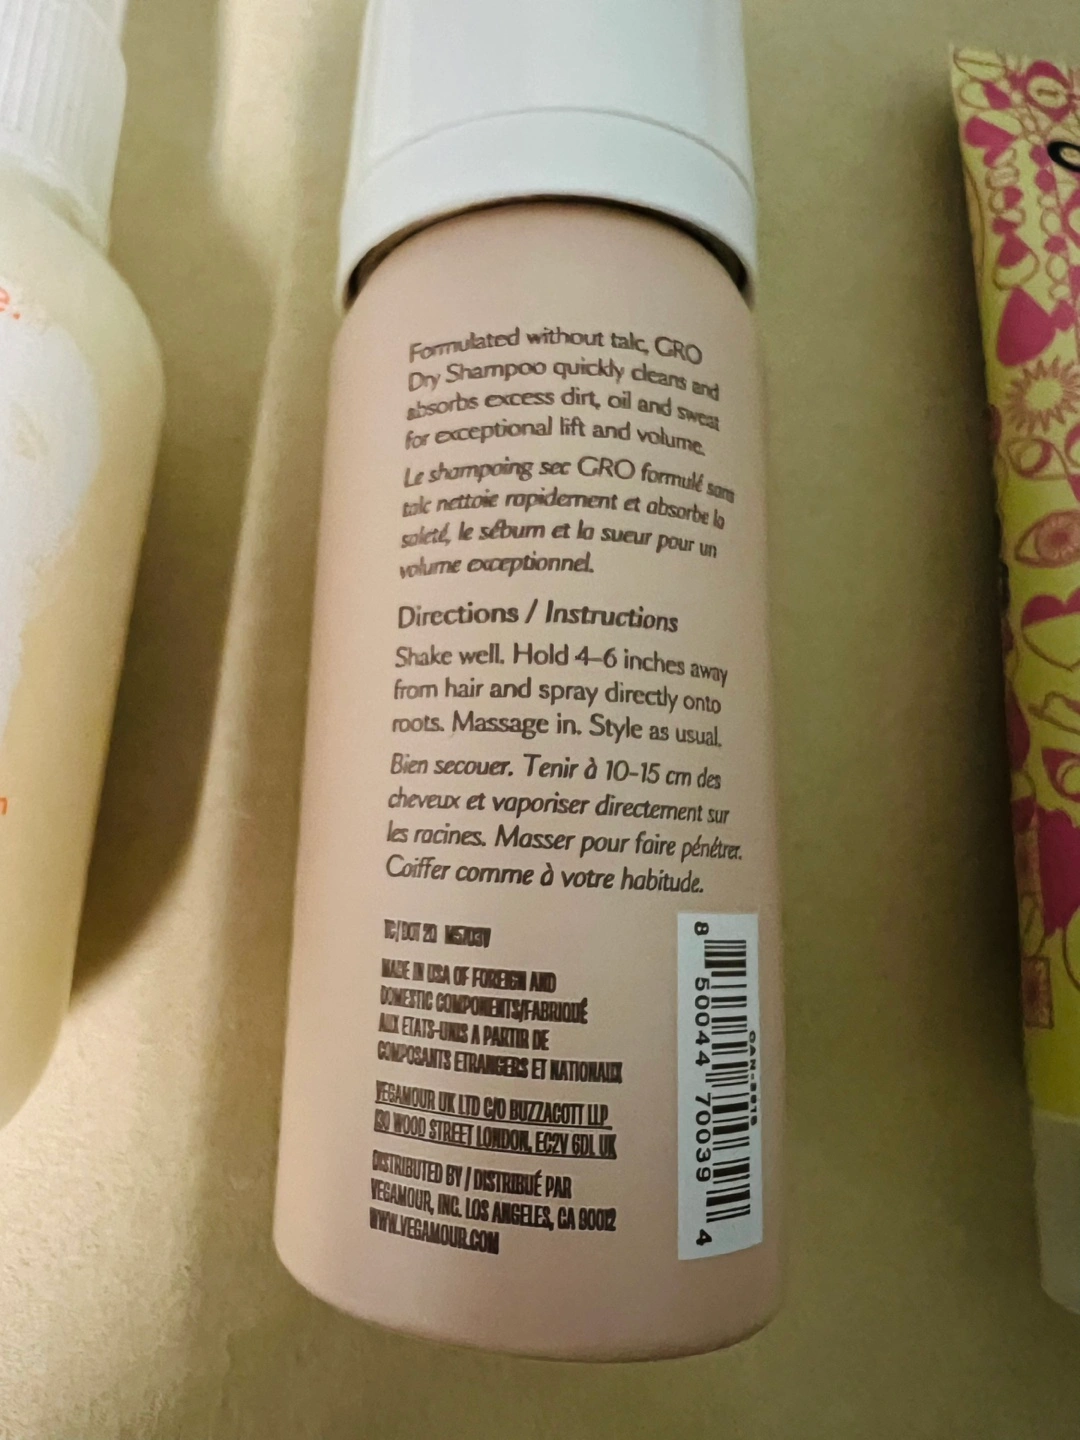 Formulated without talc, GRO
Dry Shampoo quickly cleans and
absorbs excess dirt, oil and sweat
for exceptional lift and volume.
Le shampoing sec GRO formulé sans
talc nettoie rapidement et absorbe la
saleté, le sébum et la sueur pour un
volume exceptionnel.
Directions / Instructions
Shake well. Hold 4–6 inches away
from hair and spray directly onto
roots. Massage in. Style as usual.
Bien secouer. Tenir à 10-15 cm des
cheveux et vaporiser directement sur
les racines. Masser pour faire pénétrer.
Coiffer comme à votre habitude.
TC/DOT 2Q M5703V
MADE IN USA OF FOREIGN AND
DOMESTIC COMPONENTS/FABRIQUÉ
AUX ETATS-UNIS A PARTIR DE
COMPOSANTS ETRANGERS ET NATIONAUX
VEGAMOUR UK LTD C/O BUZZACOTT LLP
130 WOOD STREET LONDON, EC2V 6DL UK
DISTRIBUTED BY / DISTRIBUÉ PAR
VEGAMOUR, INC. LOS ANGELES, CA 90012
WWW.VEGAMOUR.COM
8 50044 70039 4